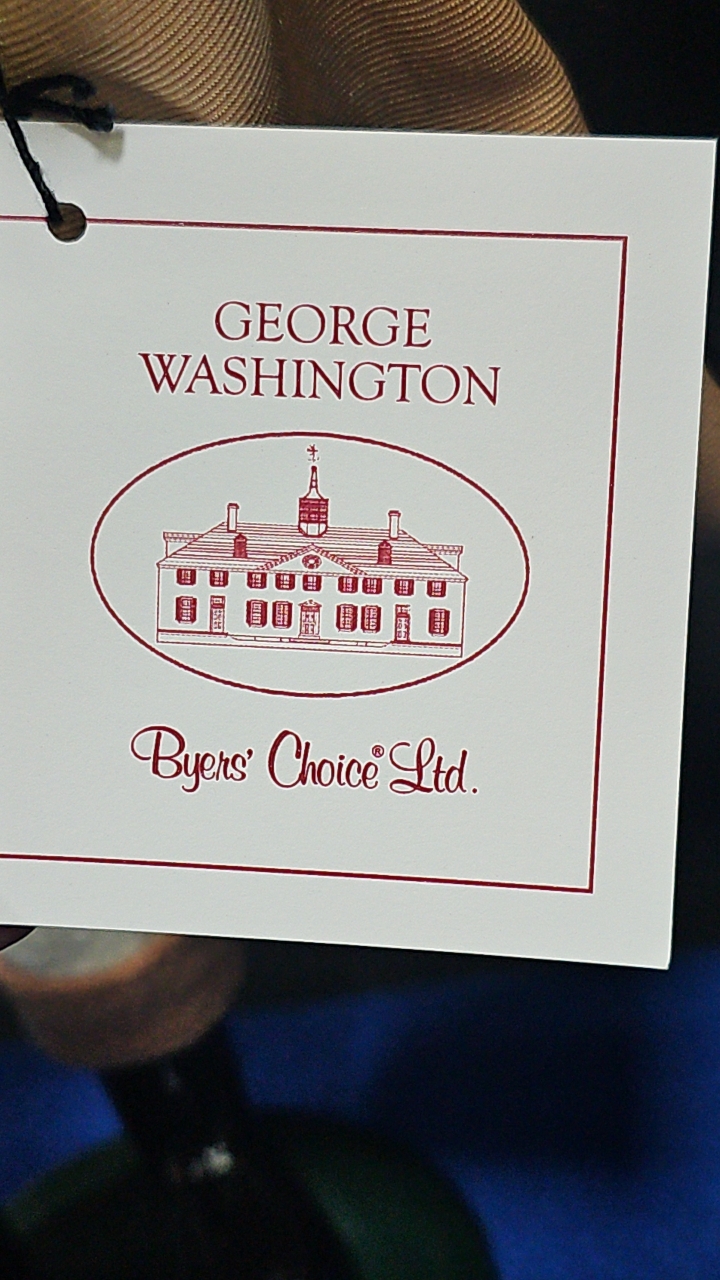 GEORGE
WASHINGTON
Byers' Choice® Ltd.